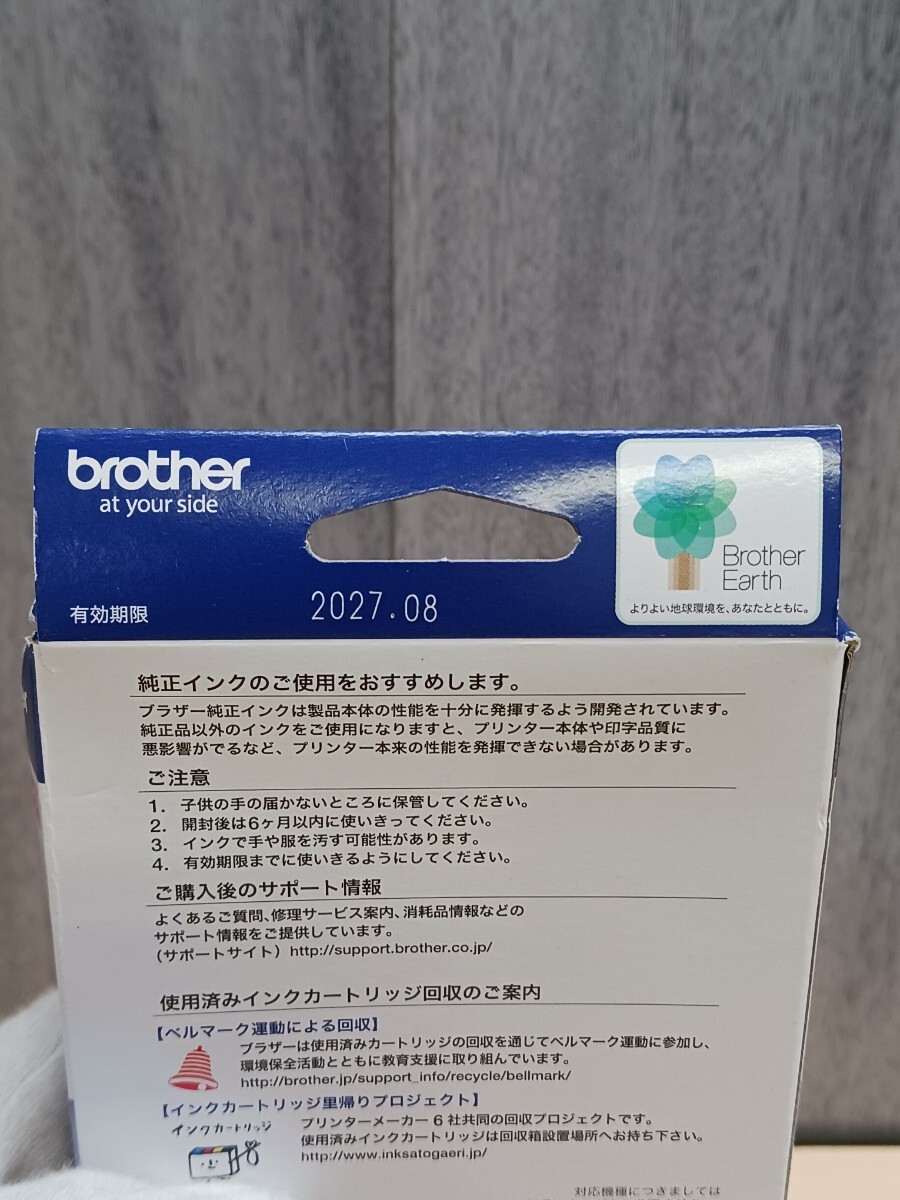 brother
at your side
有効期限
2027.08
Brother
Earth
よりよい地球環境を、あなたとともに。
純正インクのご使用をおすすめします。
ブラザー純正インクは製品本体の性能を十分に発揮するよう開発されています。
純正品以外のインクをご使用になりますと、プリンター本体や印字品質に
悪影響がでるなど、プリンター本来の性能を発揮できない場合があります。
ご注意
1. 子供の手の届かないところに保管してください。
2. 開封後は6ヶ月以内に使いきってください。
3. インクで手や服を汚す可能性があります。
4. 有効期限までに使いきるようにしてください。
ご購入後のサポート情報
よくあるご質問、修理サービス案内、消耗品情報などの
サポート情報をご提供しています。
(サポートサイト) http://support.brother.co.jp/
使用済みインクカートリッジ回収のご案内
【ベルマーク運動による回収】
ブラザーは使用済みカートリッジの回収を通じてベルマーク運動に参加し、
環境保全活動とともに教育支援に取り組んでいます。
http://brother.jp/support_info/recycle/bellmark/
【インクカートリッジ里帰りプロジェクト】
インクカートリッジ
プリンターメーカー6社共同の回収プロジェクトです。
使用済みインクカートリッジは回収箱設置場所へお持ち下さい。
http://www.inksatogaeri.jp/
対応機種につきましては